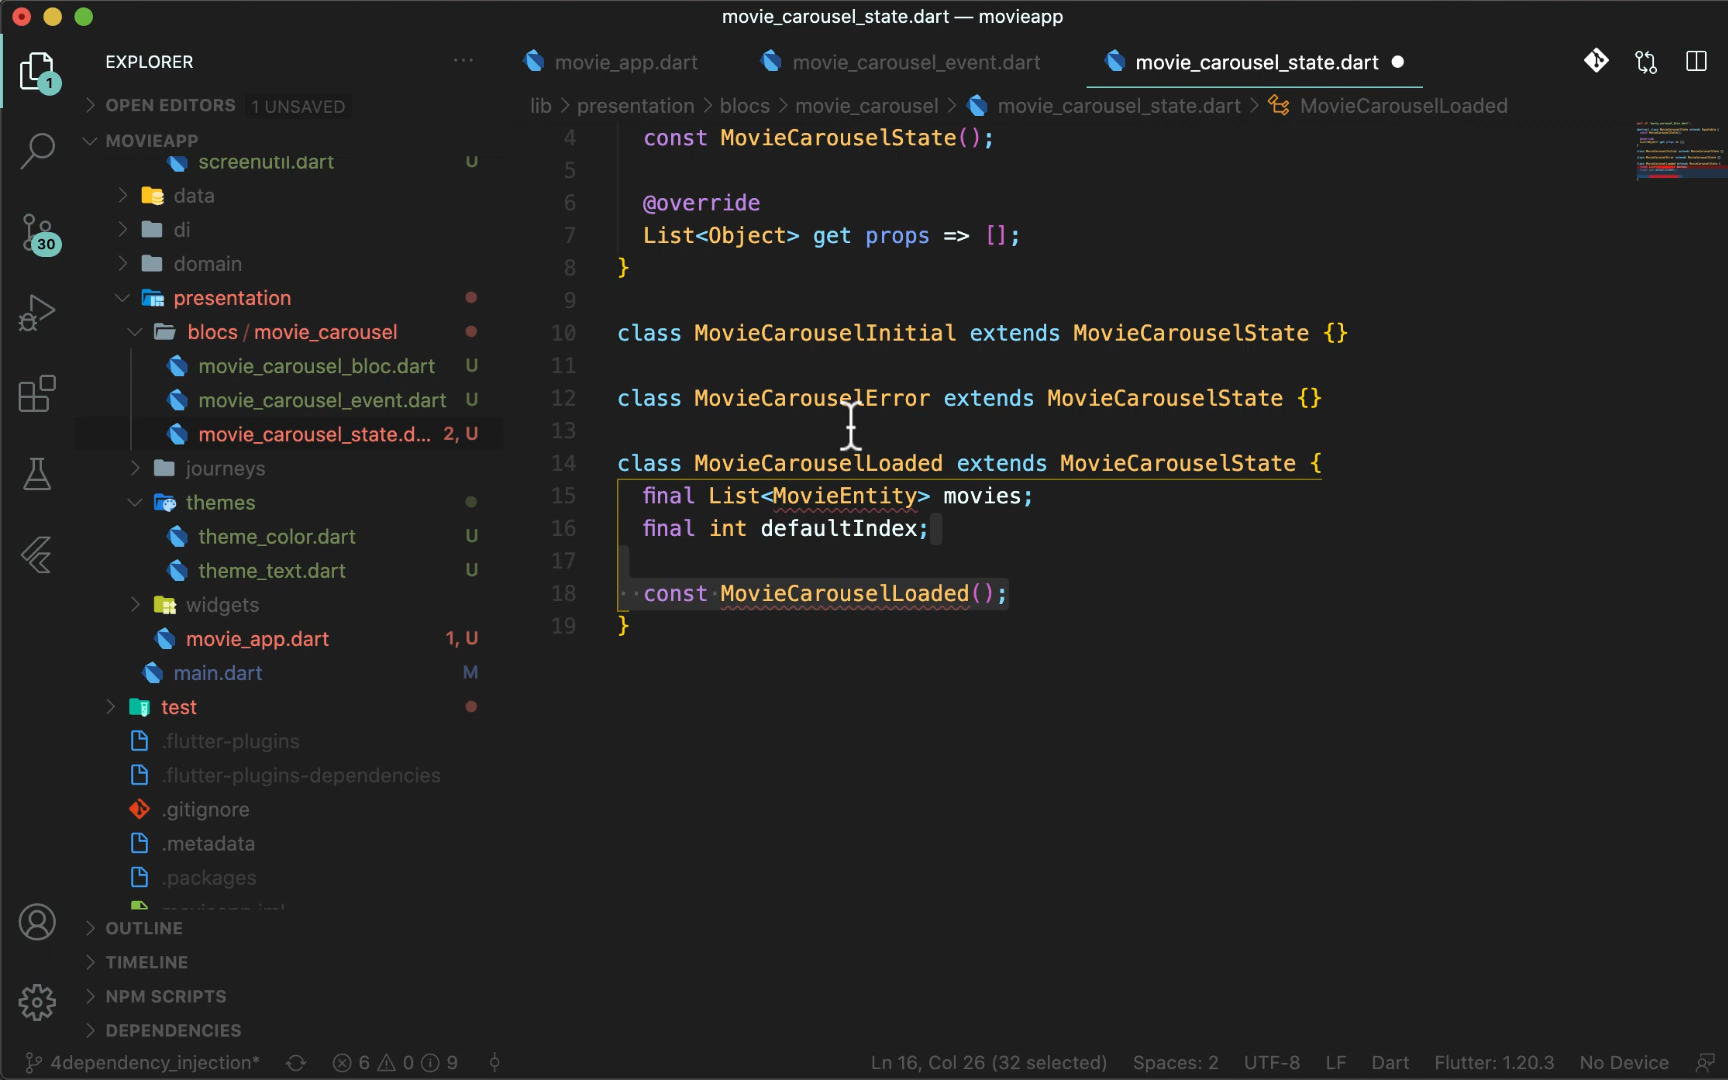 movie_carousel_state.dart — movieapp
EXPLORER
movie_app.dart
movie_carousel_event.dart
movie_carousel_state.dart
1
OPEN EDITORS 1 UNSAVED
lib > presentation > blocs > movie_carousel > movie_carousel_state.dart > MovieCarouselLoaded
MOVIEAPP
screenutil.dart U
data
di
domain
presentation
blocs / movie_carousel
movie_carousel_bloc.dart U
movie_carousel_event.dart U
movie_carousel_state.d... 2, U
journeys
themes
theme_color.dart U
theme_text.dart U
widgets
movie_app.dart 1, U
main.dart M
test
.flutter-plugins
.flutter-plugins-dependencies
.gitignore
.metadata
.packages
30
OUTLINE
TIMELINE
NPM SCRIPTS
DEPENDENCIES
4 const MovieCarouselState();
5
6 @override
7 List<Object> get props => [];
8 }
9
10 class MovieCarouselInitial extends MovieCarouselState {}
11
12 class MovieCarouselError extends MovieCarouselState {}
13
14 class MovieCarouselLoaded extends MovieCarouselState {
15 final List<MovieEntity> movies;
16 final int defaultIndex;
17
18 const MovieCarouselLoaded();
19 }
4dependency_injection* 6 0 9 Ln 16, Col 26 (32 selected) Spaces: 2 UTF-8 LF Dart Flutter: 1.20.3 No Device